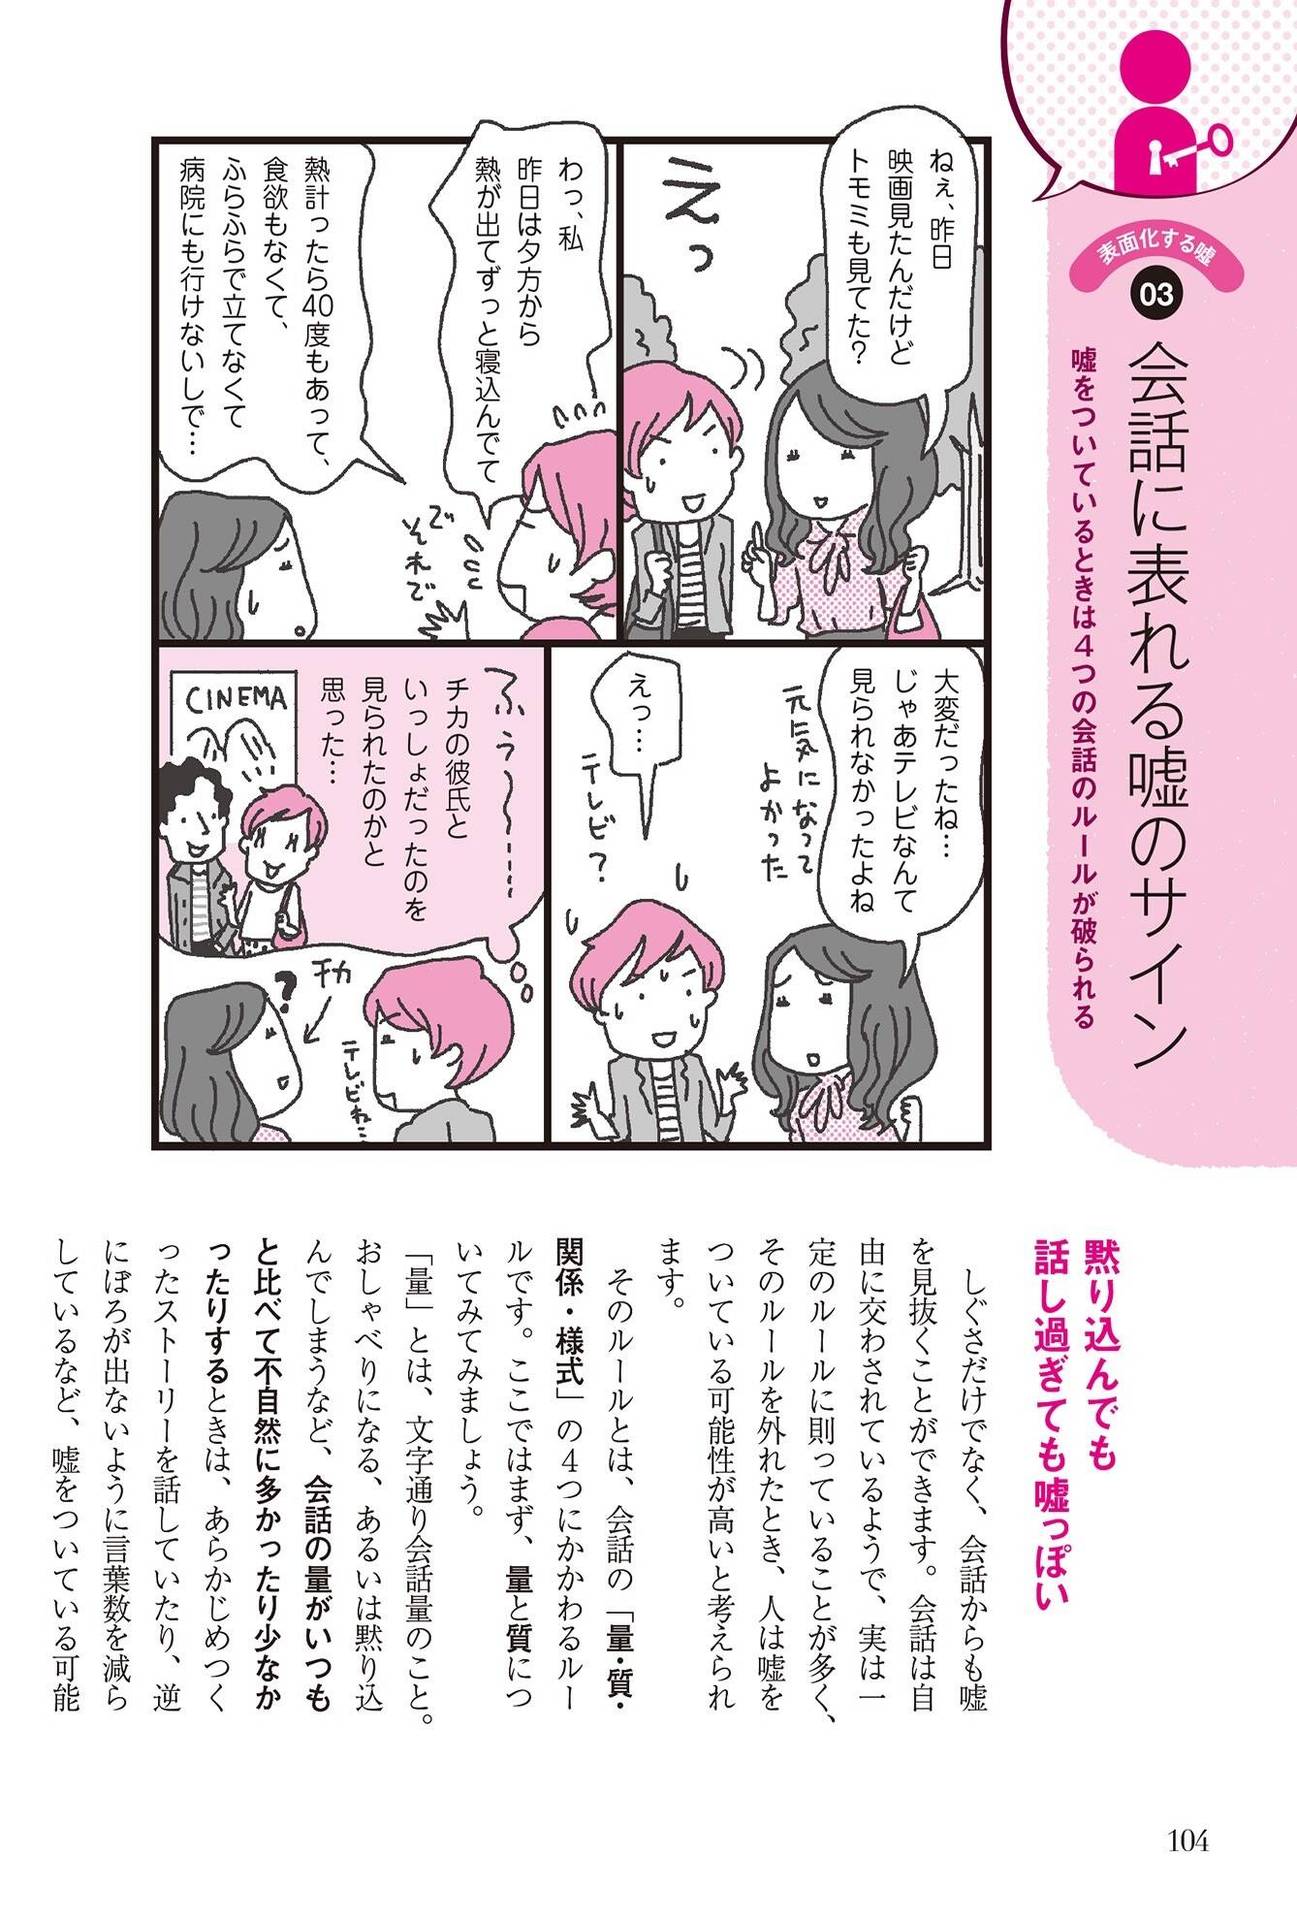 表面化する嘘
03
会話に表れる嘘のサイン
嘘をついているときは4つの会話のルールが破られる
ねぇ、昨日
映画見たんだけど
トモミも見てた?
えっ
わっ、私
昨日は夕方から
熱が出てずっと寝込んでて
熱計ったら40度もあって、
食欲もなくて、
ふらふらで立てなくて
病院にも行けないしで…
で
それで
大変だったね…
じゃあテレビなんて
見られなかったよね
元気になって
よかった
えっ…
テレビ?
ふぅ〜……
チカの彼氏と
いっしょだったのを
見られたのかと
思った…
CINEMA
チカ
?
テレビね…
黙り込んでも
話し過ぎても嘘っぽい
しぐさだけでなく、会話からも嘘
を見抜くことができます。会話は自
由に交わされているようで、実は一
定のルールに則っていることが多く、
そのルールを外れたとき、人は嘘を
ついている可能性が高いと考えられ
ます。
そのルールとは、会話の「量・質・
関係・様式」の4つにかかわるルー
ルです。ここではまず、量と質につ
いてみてみましょう。
「量」とは、文字通り会話量のこと。
おしゃべりになる、あるいは黙り込
んでしまうなど、会話の量がいつも
と比べて不自然に多かったり少なか
ったりするときは、あらかじめつく
ったストーリーを話していたり、逆
にぼろが出ないように言葉数を減ら
しているなど、嘘をついている可能
104